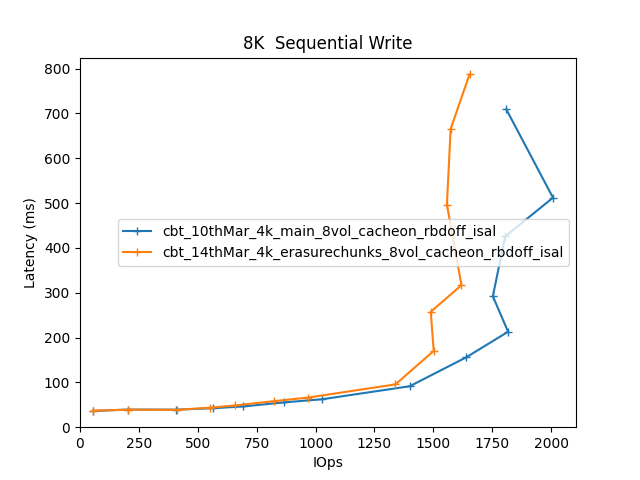 8K  Sequential Write
Latency (ms)
800
700
600
500
400
300
200
100
0
cbt_10thMar_4k_main_8vol_cacheon_rbdoff_isal
cbt_14thMar_4k_erasurechunks_8vol_cacheon_rbdoff_isal
0 250 500 750 1000 1250 1500 1750 2000
IOps